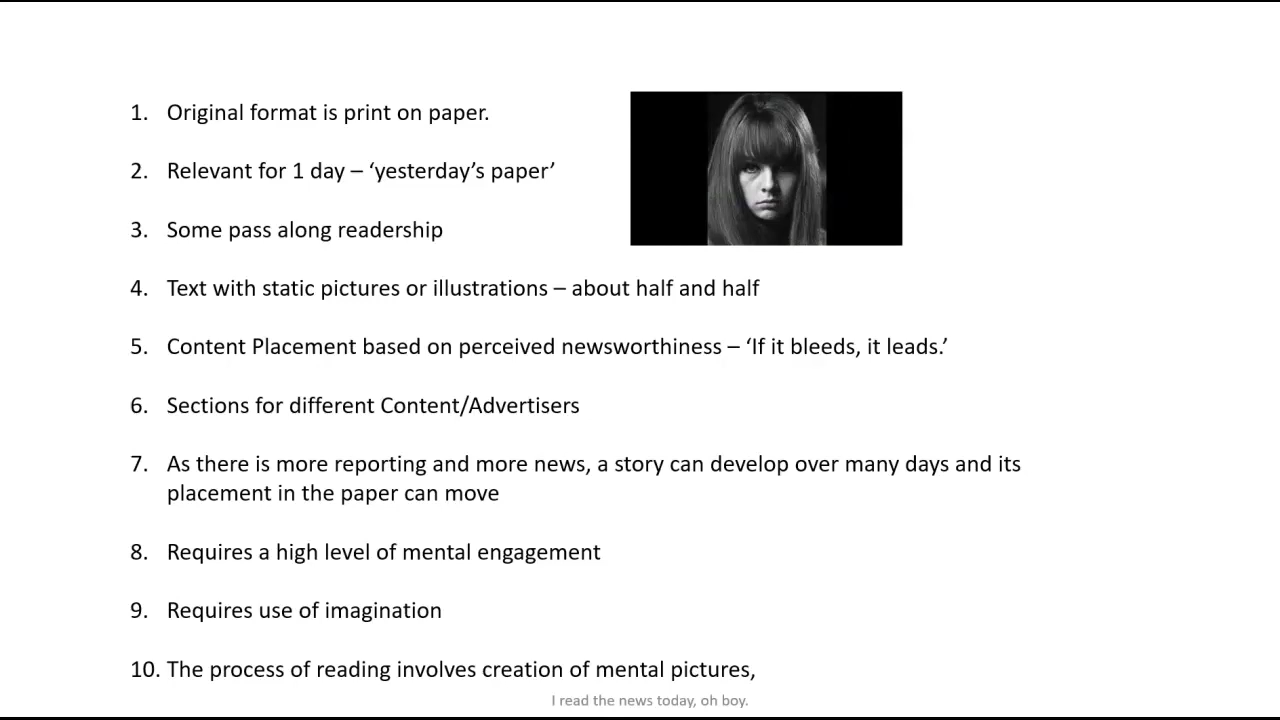 1. Original format is print on paper.
2. Relevant for 1 day – ‘yesterday’s paper’
3. Some pass along readership
4. Text with static pictures or illustrations – about half and half
5. Content Placement based on perceived newsworthiness – ‘If it bleeds, it leads.’
6. Sections for different Content/Advertisers
7. As there is more reporting and more news, a story can develop over many days and its
placement in the paper can move
8. Requires a high level of mental engagement
9. Requires use of imagination
10. The process of reading involves creation of mental pictures,
I read the news today, oh boy.